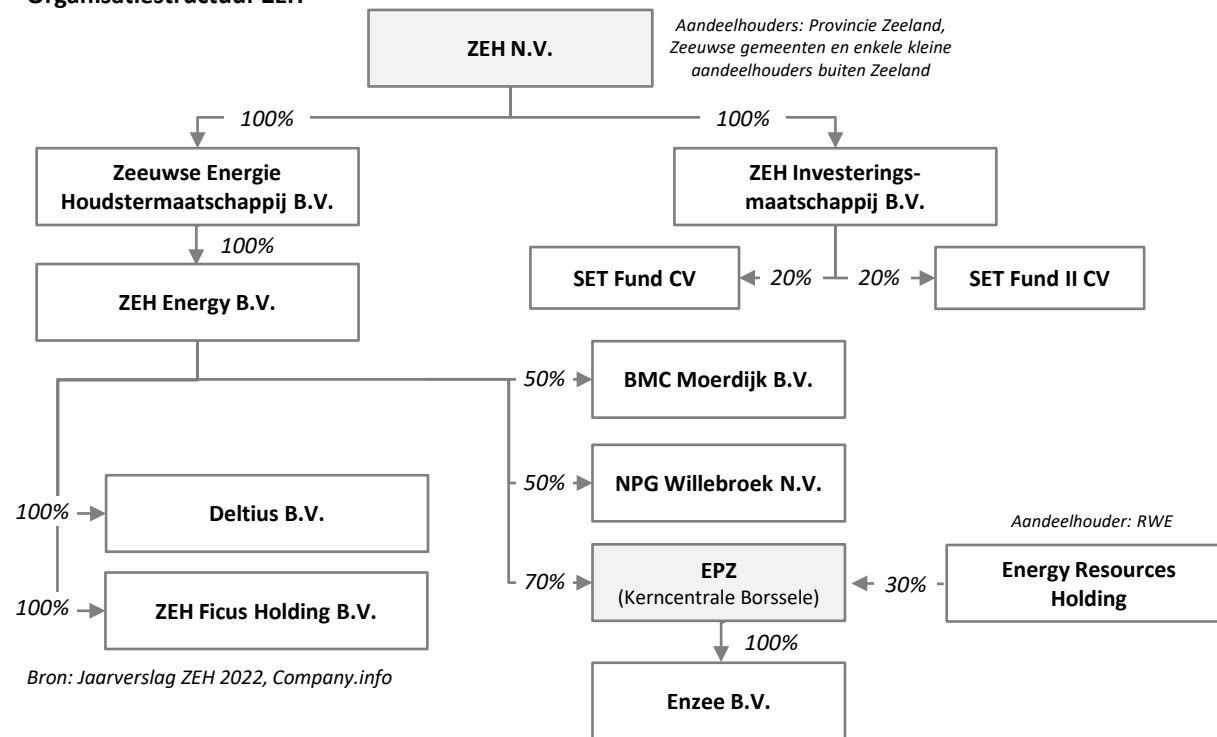 Organisatiestructuur ZEH
ZEH N.V.
Aandeelhouders: Provincie Zeeland,
Zeeuwse gemeenten en enkele kleine
aandeelhouders buiten Zeeland
100%
100%
Zeeuwse Energie
Houdstermaatschappij B.V.
ZEH Investerings-
maatschappij B.V.
100%
SET Fund CV
20%
20%
SET Fund II CV
ZEH Energy B.V.
50%
BMC Moerdijk B.V.
50%
NPG Willebroek N.V.
100%
Deltius B.V.
Aandeelhouder: RWE
70%
EPZ
(Kerncentrale Borssele)
30%
Energy Resources
Holding
100%
ZEH Ficus Holding B.V.
100%
Bron: Jaarverslag ZEH 2022, Company.info
Enzee B.V.